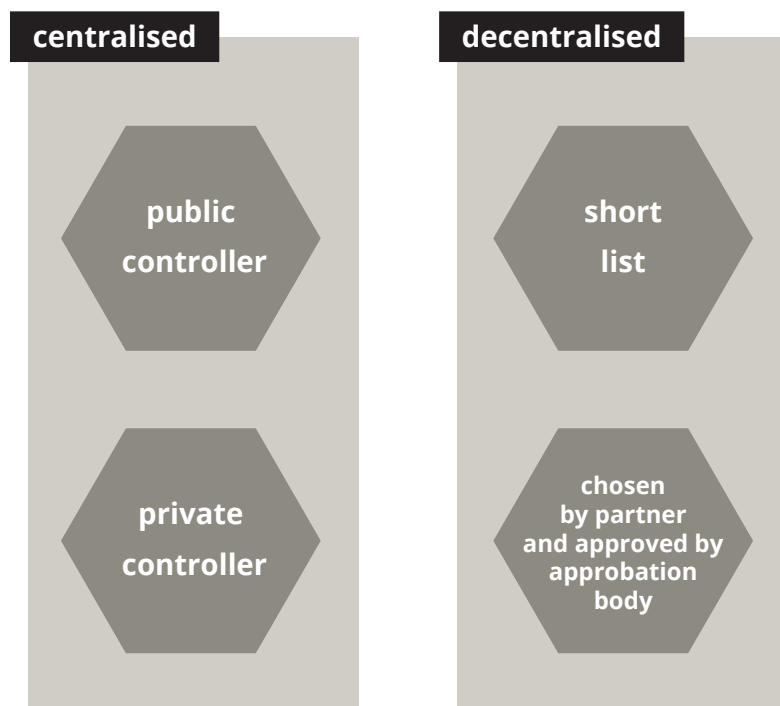 centralised
public
controller
private
controller
decentralised
short
list
chosen
by partner
and approved by
approbation
body